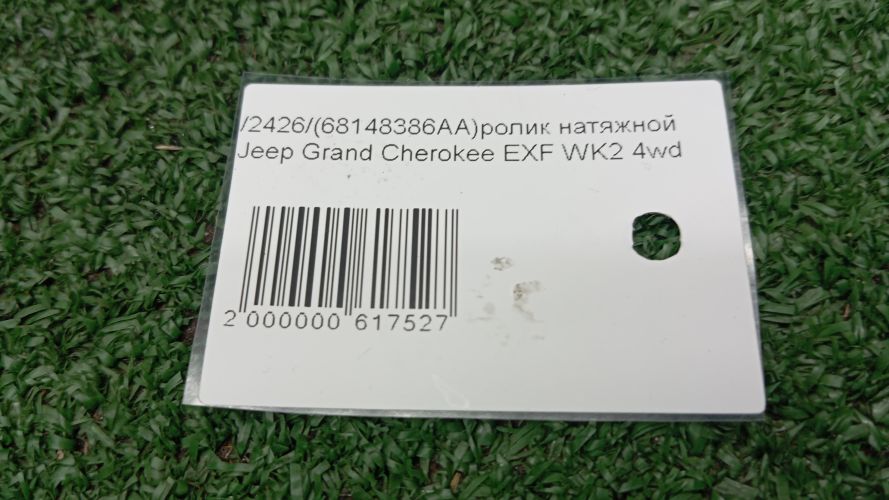 /2426/(68148386AA)ролик натяжной
Jeep Grand Cherokee EXF WK2 4wd
2 000000 617527